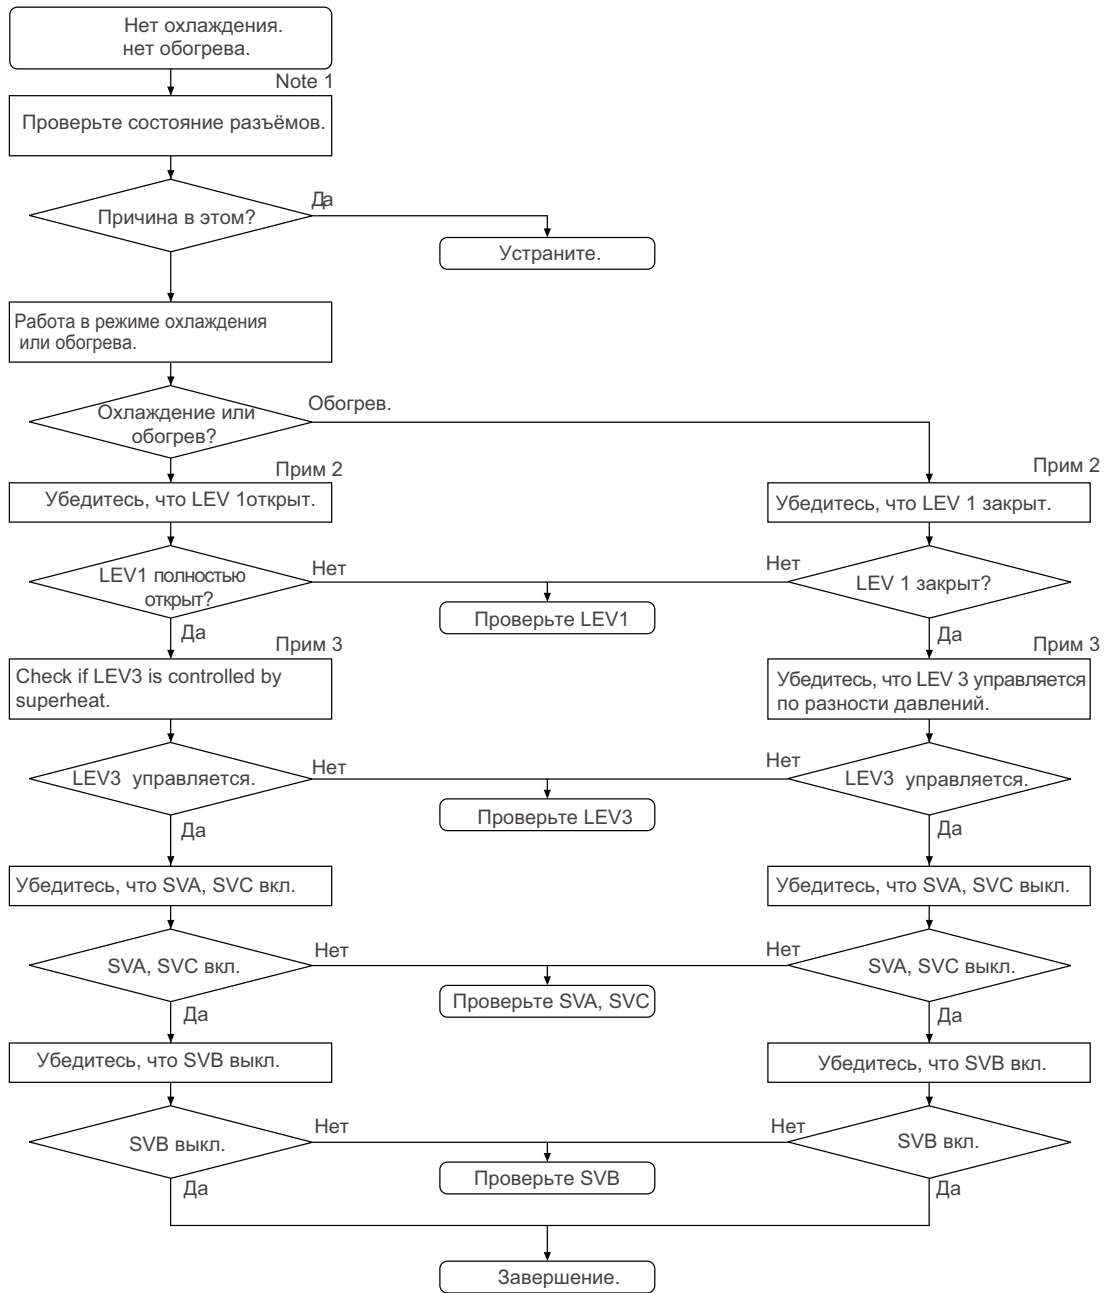 Нет охлаждения.
нет обогрева.
Note 1
Проверьте состояние разъёмов.
Да
Причина в этом?
Устраните.
Работа в режиме охлаждения
или обогрева.
Обогрев.
Охлаждение или
обогрев?
Прим 2
Прим 2
Убедитесь, что LEV 1открыт.
Убедитесь, что LEV 1 закрыт.
Нет
Нет
LEV1 полностью
открыт?
LEV 1 закрыт?
Проверьте LEV1
Да
Да
Прим 3
Прим 3
Check if LEV3 is controlled by
superheat.
Убедитесь, что LEV 3 управляется
по разности давлений.
Нет
Нет
LEV3 управляется.
LEV3 управляется.
Проверьте LEV3
Да
Да
Убедитесь, что SVA, SVC вкл.
Убедитесь, что SVA, SVC выкл.
Нет
Нет
SVA, SVC вкл.
SVA, SVC выкл.
Проверьте SVA, SVC
Да
Да
Убедитесь, что SVB выкл.
Убедитесь, что SVB вкл.
Нет
Нет
SVB выкл.
SVB вкл.
Проверьте SVB
Да
Да
Завершение.